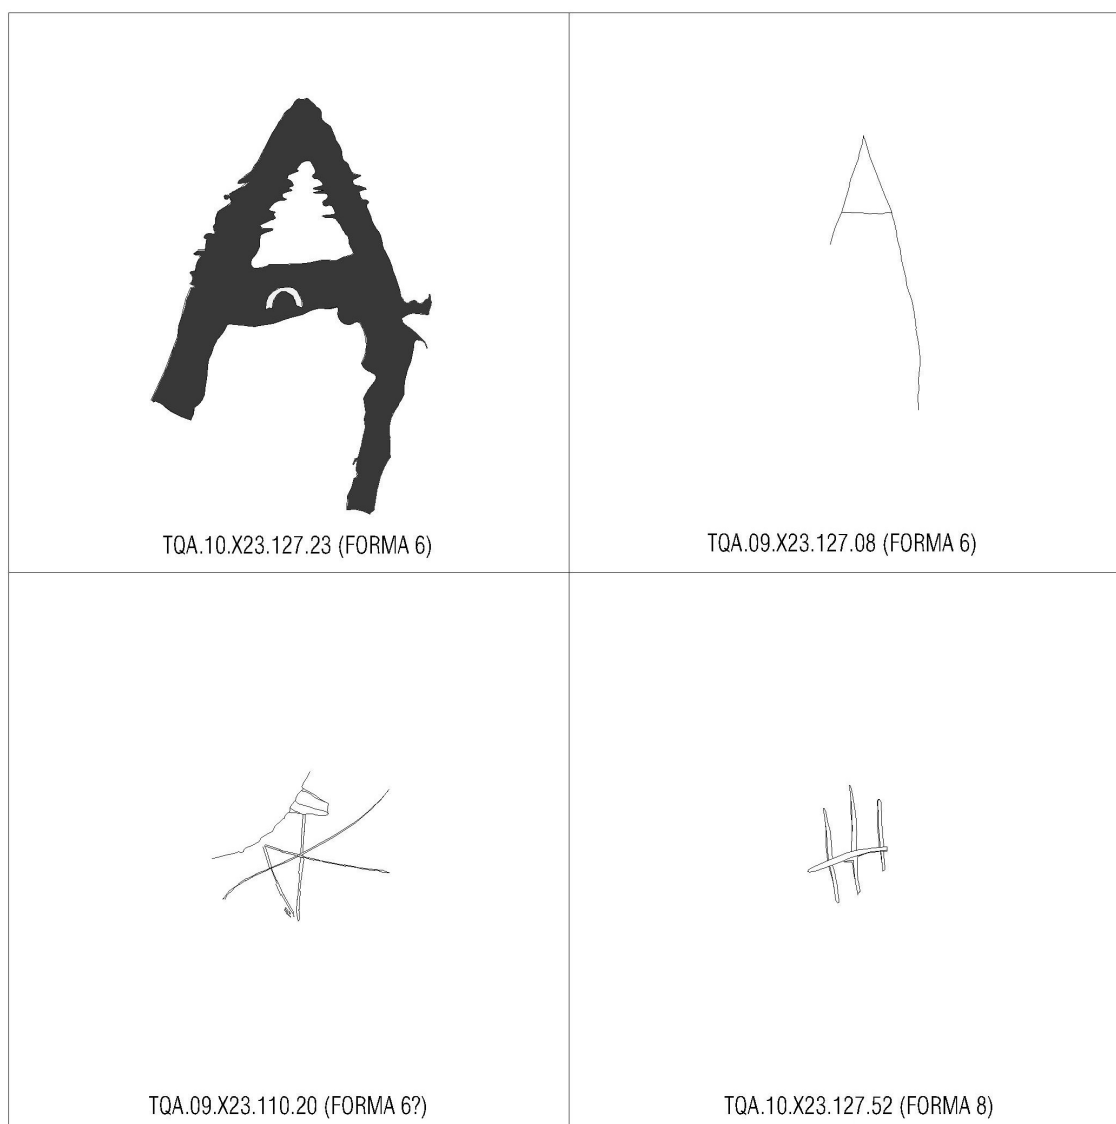 A
TQA.10.X23.127.23 (FORMA 6)
A
TQA.09.X23.127.08 (FORMA 6)
TQA.09.X23.110.20 (FORMA 6?)
TQA.10.X23.127.52 (FORMA 8)